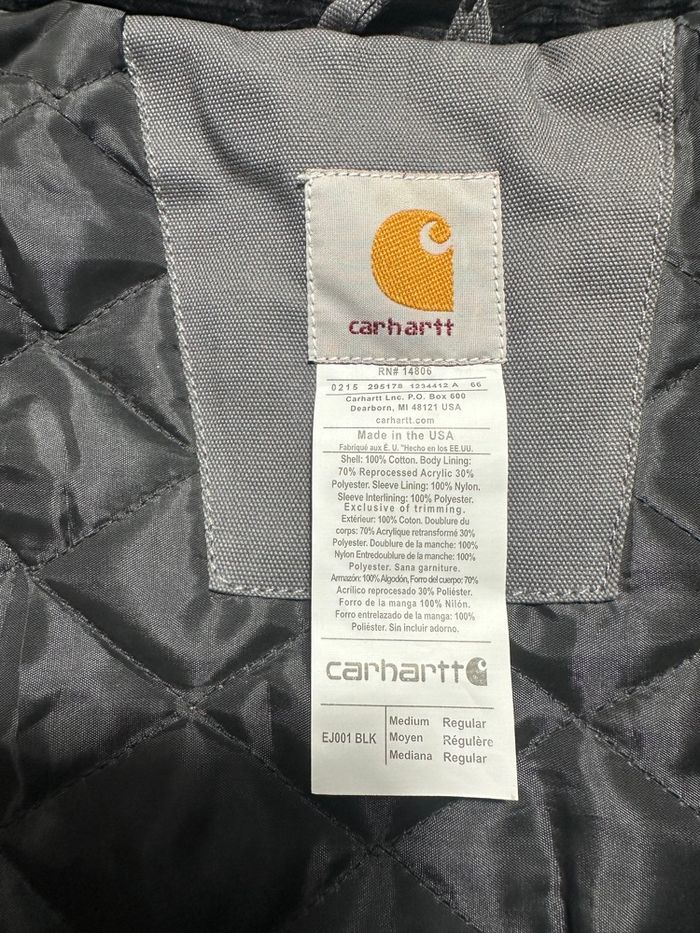 carhartt
RN# 14806
0215 295178 1234412 A 66
Carhartt Lnc. P.O. Box 600
Dearborn, MI 48121 USA
carhartt.com
Made in the USA
Fabriqué aux É. U. "Hecho en los EE.UU.
Shell: 100% Cotton. Body Lining:
70% Reprocessed Acrylic 30%
Polyester. Sleeve Lining: 100% Nylon.
Sleeve Interlining: 100% Polyester.
Exclusive of trimming.
Extérieur: 100% Coton. Doublure du
corps: 70% Acrylique retransformé 30%
Polyester. Doublure de la manche: 100%
Nylon Entredoublure de la manche: 100%
Polyester. Sana garniture.
Armazón: 100% Algodón, Forro del cuerpo: 70%
Acrílico reprocesado 30% Poliéster.
Forro de la manga 100% Nilón.
Forro entrelazado de la manga: 100%
Poliéster. Sin incluir adorno.
carhartt
EJ001 BLK
Medium Regular
Moyen Régulère
Mediana Regular